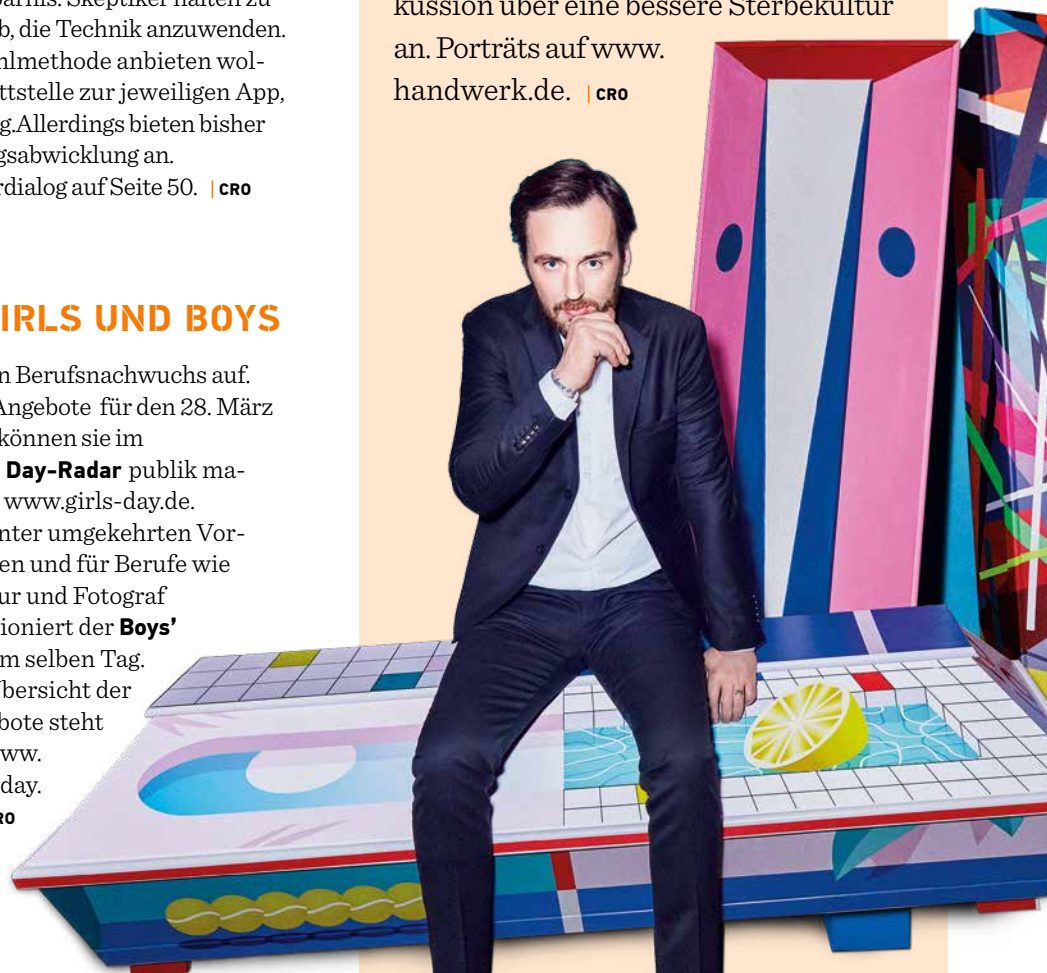 parnis. Skeptiker halten zu
b, die Technik anzuwenden.
hlmethode anbieten wol-
ttstelle zur jeweiligen App,
g.Allerdings bieten bisher
gsabwicklung an.
rdialog auf Seite 50. | CRO
IRLS UND BOYS
n Berufsnachwuchs auf.
Angebote für den 28. März
können sie im
Day-Radar publik ma-
www.girls-day.de.
nter umgekehrten Vor-
en und für Berufe wie
ur und Fotograf
ioniert der Boys’
m selben Tag.
bersicht der
bote steht
ww.
day.
RO
kussion über eine bessere Sterbekultur
an. Porträts auf www.
handwerk.de. | CRO